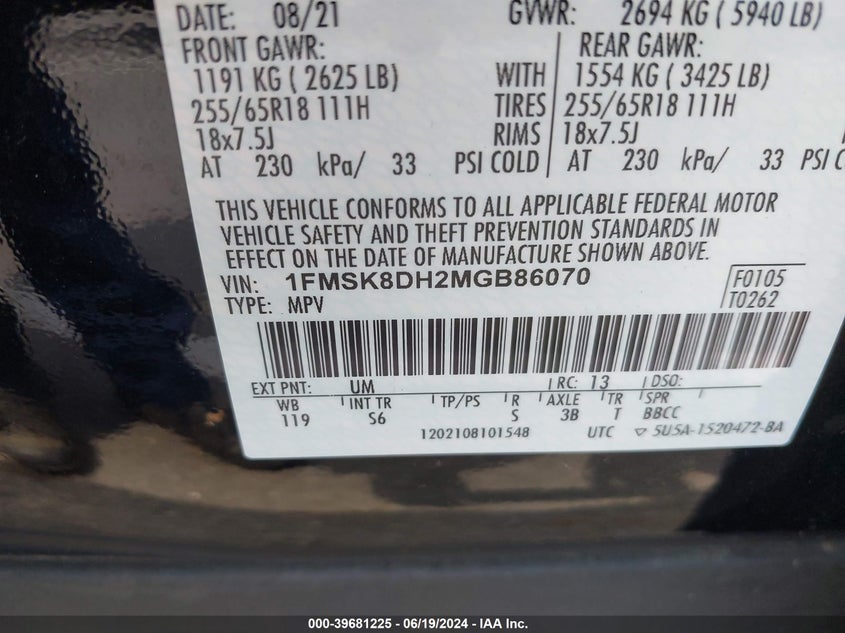 DATE: 08/21 GVWR: 2694 KG ( 5940 LB)
FRONT GAWR: REAR GAWR:
1191 KG ( 2625 LB) WITH 1554 KG ( 3425 LB)
255/65R18 111H TIRES 255/65R18 111H
18x7.5J RIMS 18x7.5J
AT 230 kPa/ 33 PSI COLD AT 230 kPa/ 33 PSI C
THIS VEHICLE CONFORMS TO ALL APPLICABLE FEDERAL MOTOR
VEHICLE SAFETY AND THEFT PREVENTION STANDARDS IN
EFFECT ON THE DATE OF MANUFACTURE SHOWN ABOVE.
VIN: 1FMSK8DH2MGB86070 F0105
TYPE: MPV T0262
EXT PNT: UM RC: 13 DSO:
WB INT TR TP/PS R AXLE TR SPR
119 S6 S 3B T BBCC
1202108101548 UTC ▽ 5U5A-1520472-BA
000-39681225 - 06/19/2024 - IAA Inc.